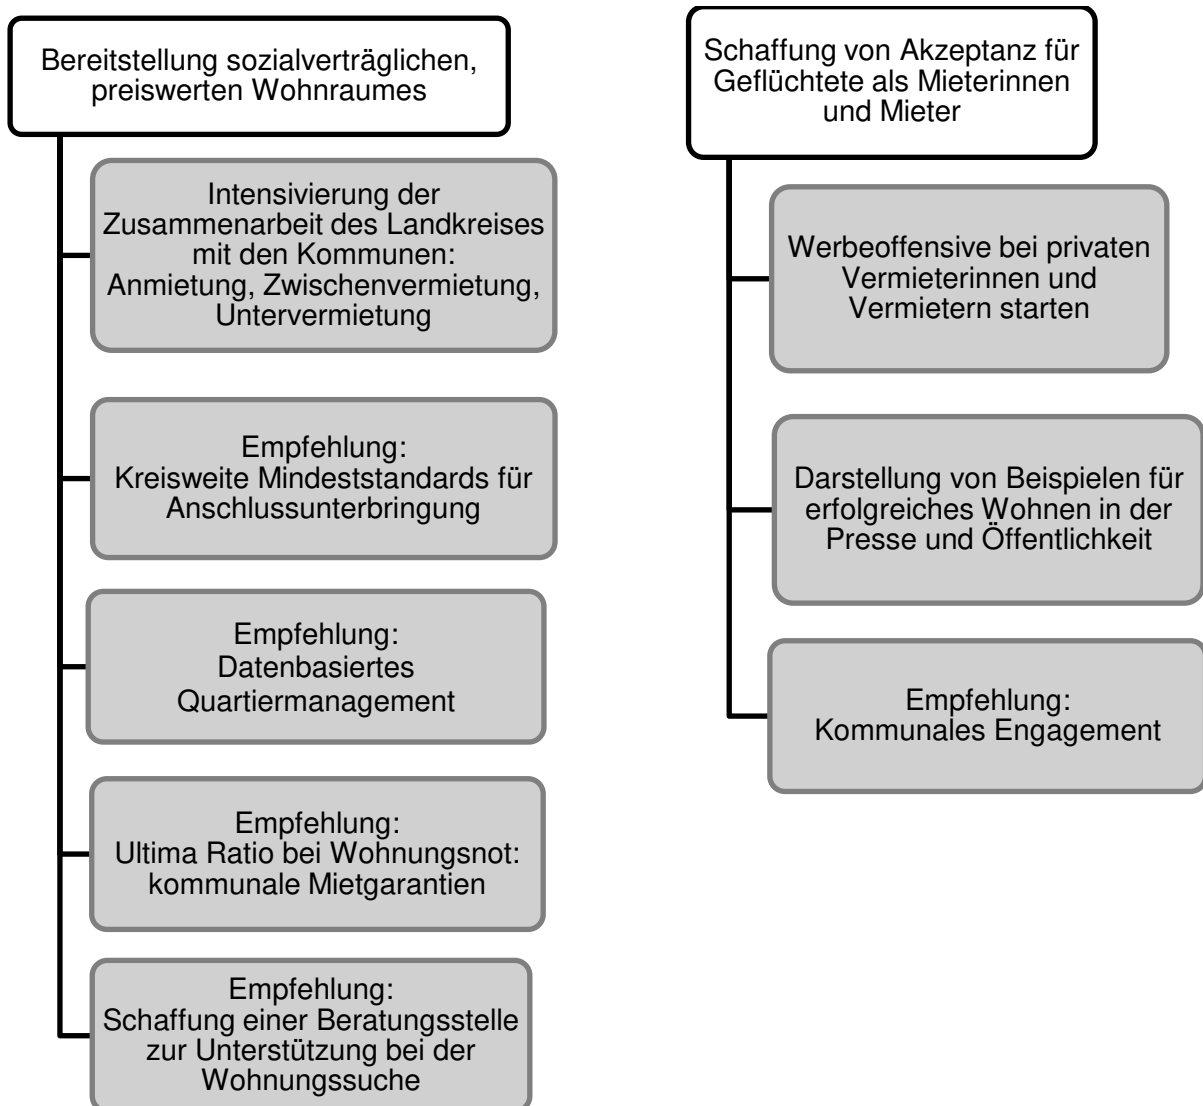 Bereitstellung sozialverträglichen,
preiswerten Wohnraumes
Intensivierung der
Zusammenarbeit des Landkreises
mit den Kommunen:
Anmietung, Zwischenvermietung,
Untervermietung
Empfehlung:
Kreisweite Mindeststandards für
Anschlussunterbringung
Empfehlung:
Datenbasiertes
Quartiermanagement
Empfehlung:
Ultima Ratio bei Wohnungsnot:
kommunale Mietgarantien
Empfehlung:
Schaffung einer Beratungsstelle
zur Unterstützung bei der
Wohnungssuche
Schaffung von Akzeptanz für
Geflüchtete als Mieterinnen
und Mieter
Werbeoffensive bei privaten
Vermieterinnen und
Vermietern starten
Darstellung von Beispielen für
erfolgreiches Wohnen in der
Presse und Öffentlichkeit
Empfehlung:
Kommunales Engagement